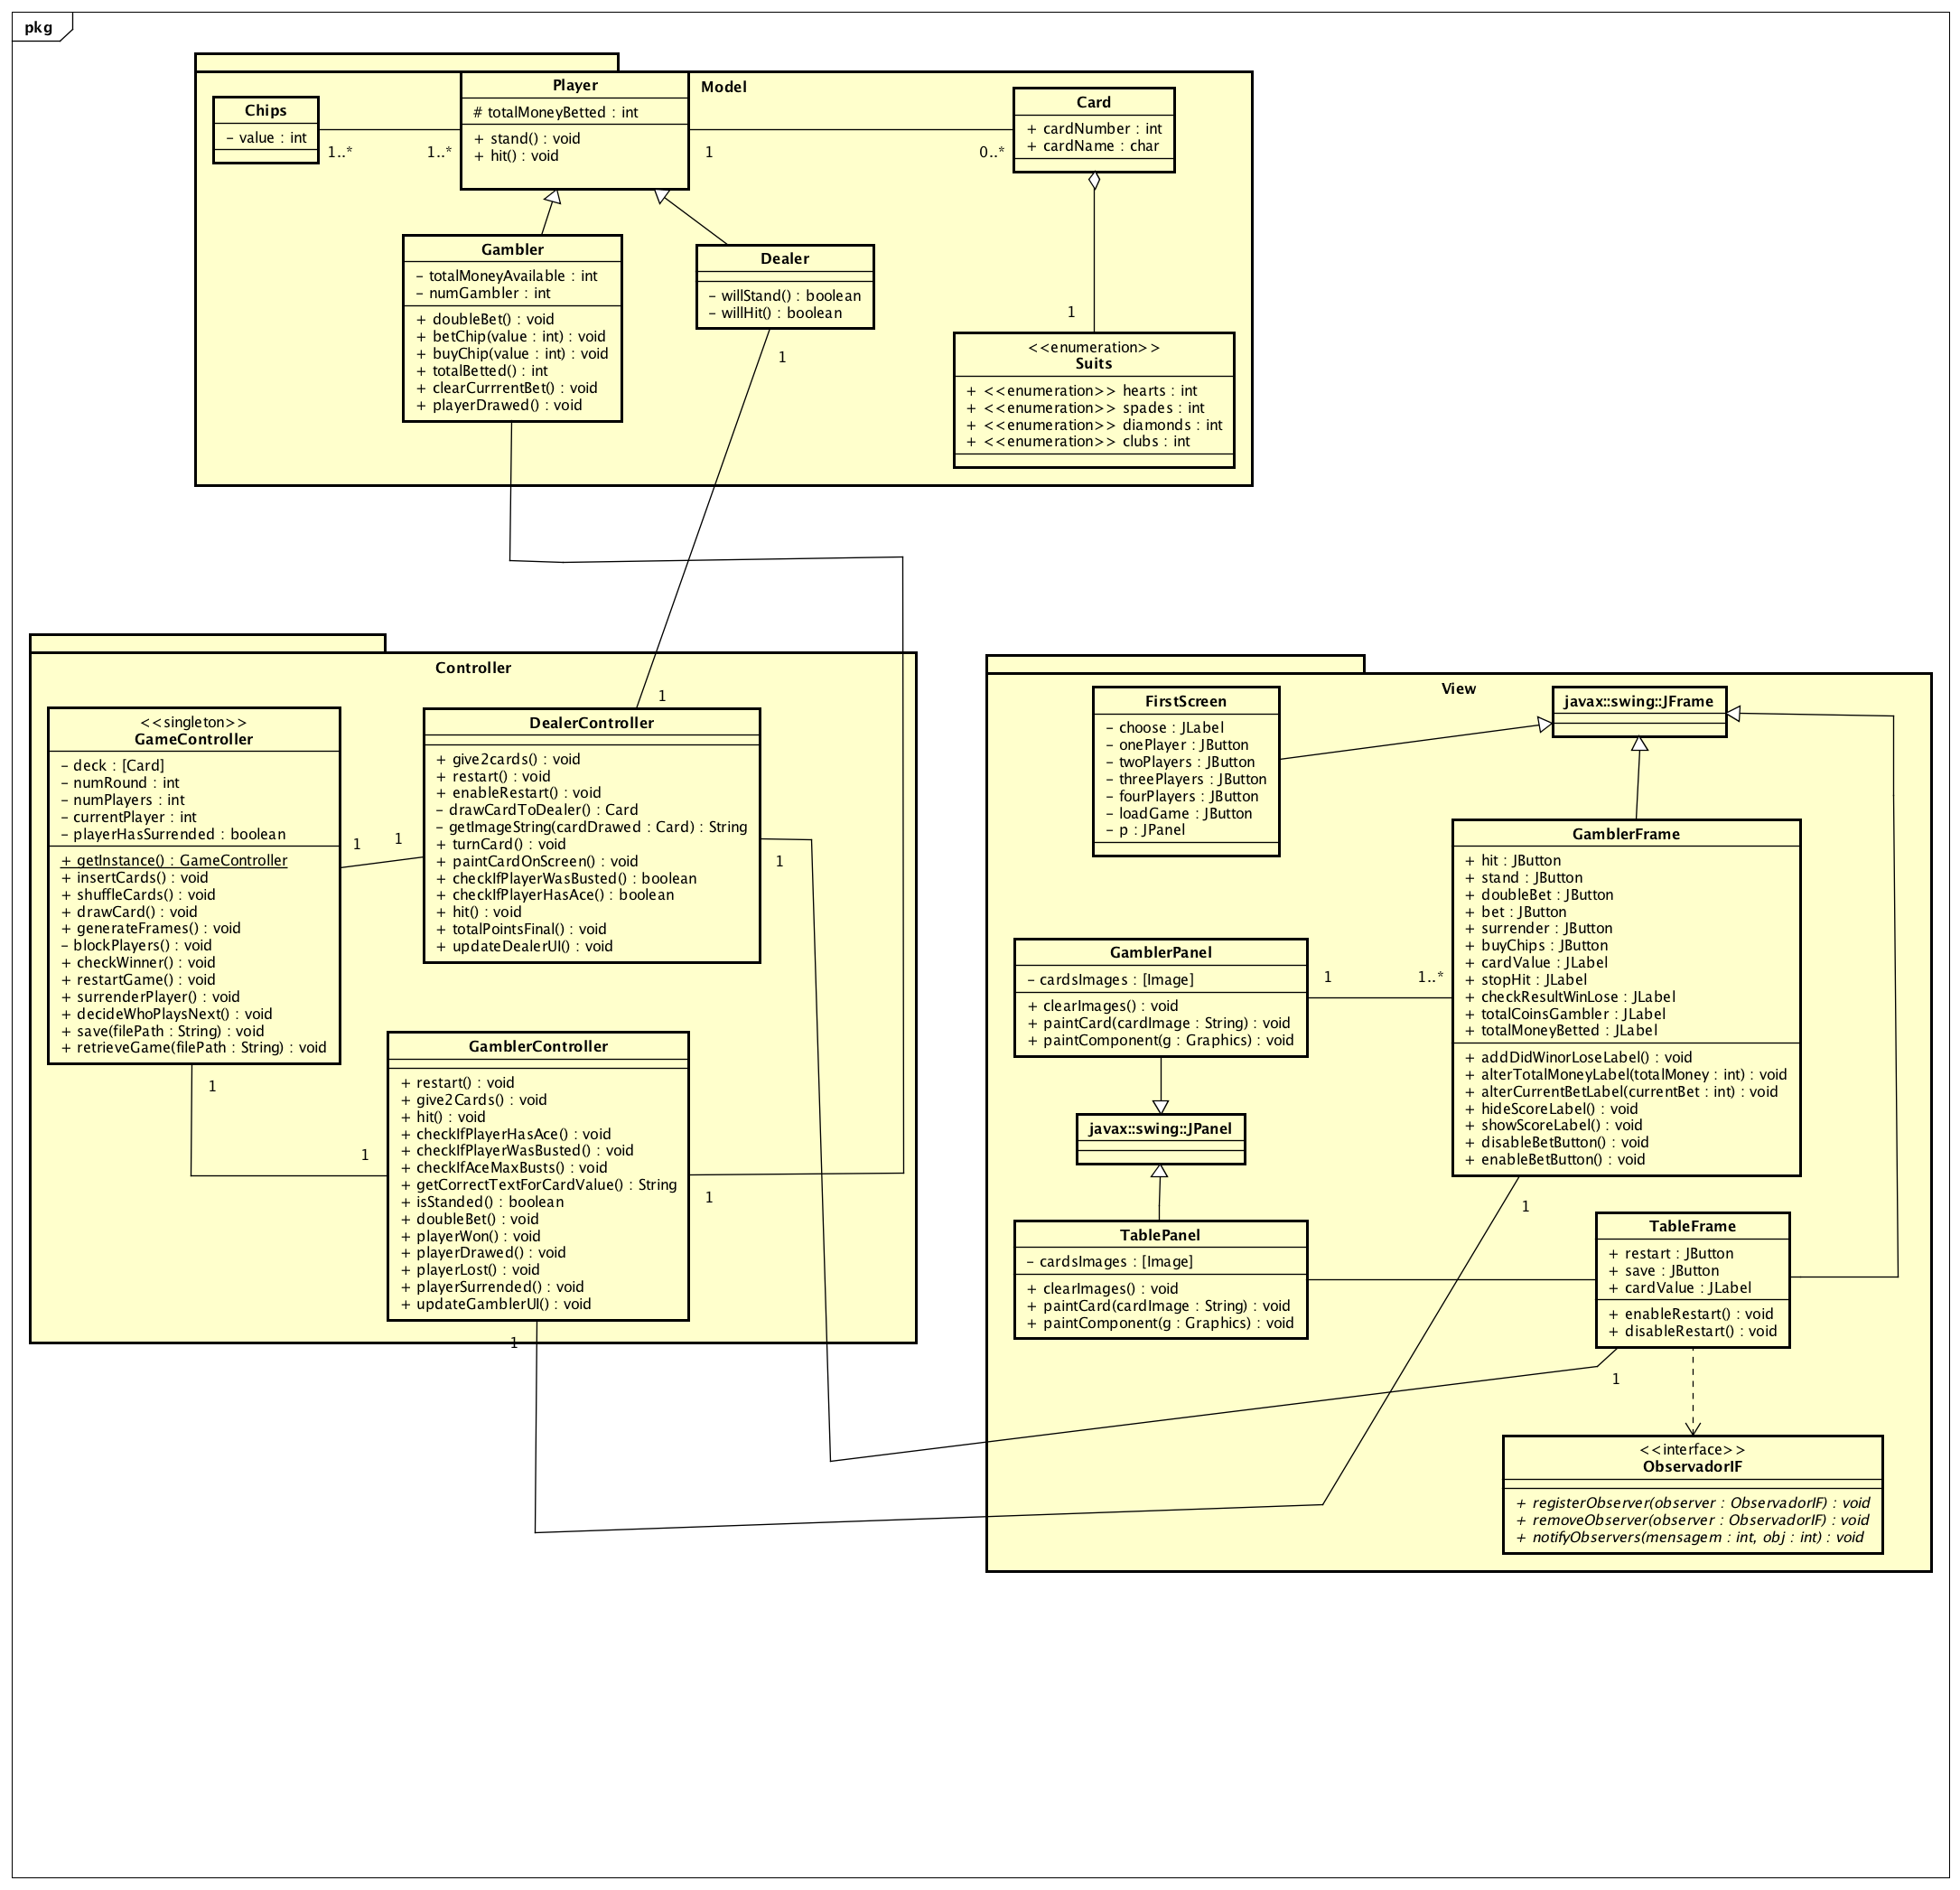 pkg
Model
Chips
– value : int
1..*
1..*
Player
# totalMoneyBetted : int
+ stand() : void
+ hit() : void
1
0..*
Card
+ cardNumber : int
+ cardName : char
Gambler
– totalMoneyAvailable : int
– numGambler : int
+ doubleBet() : void
+ betChip(value : int) : void
+ buyChip(value : int) : void
+ totalBetted() : int
+ clearCurrrentBet() : void
+ playerDrawed() : void
Dealer
– willStand() : boolean
– willHit() : boolean
1
1
<<enumeration>>
Suits
+ <<enumeration>> hearts : int
+ <<enumeration>> spades : int
+ <<enumeration>> diamonds : int
+ <<enumeration>> clubs : int
Controller
1
<<singleton>>
GameController
– deck : [Card]
– numRound : int
– numPlayers : int
– currentPlayer : int
– playerHasSurrended : boolean
+ getInstance() : GameController
+ insertCards() : void
+ shuffleCards() : void
+ drawCard() : void
+ generateFrames() : void
– blockPlayers() : void
+ checkWinner() : void
+ restartGame() : void
+ surrenderPlayer() : void
+ decideWhoPlaysNext() : void
+ save(filePath : String) : void
+ retrieveGame(filePath : String) : void
1
1
DealerController
+ give2cards() : void
+ restart() : void
+ enableRestart() : void
– drawCardToDealer() : Card
– getImageString(cardDrawed : Card) : String
+ turnCard() : void
+ paintCardOnScreen() : void
+ checkIfPlayerWasBusted() : boolean
+ checkIfPlayerHasAce() : boolean
+ hit() : void
+ totalPointsFinal() : void
+ updateDealerUI() : void
1
1
1
GamblerController
+ restart() : void
+ give2Cards() : void
+ hit() : void
+ checkIfPlayerHasAce() : void
+ checkIfPlayerWasBusted() : void
+ checkIfAceMaxBusts() : void
+ getCorrectTextForCardValue() : String
+ isStanded() : boolean
+ doubleBet() : void
+ playerWon() : void
+ playerDrawed() : void
+ playerLost() : void
+ playerSurrended() : void
+ updateGamblerUI() : void
1
1
View
FirstScreen
– choose : JLabel
– onePlayer : JButton
– twoPlayers : JButton
– threePlayers : JButton
– fourPlayers : JButton
– loadGame : JButton
– p : JPanel
javax::swing::JFrame
GamblerFrame
+ hit : JButton
+ stand : JButton
+ doubleBet : JButton
+ bet : JButton
+ surrender : JButton
+ buyChips : JButton
+ cardValue : JLabel
+ stopHit : JLabel
+ checkResultWinLose : JLabel
+ totalCoinsGambler : JLabel
+ totalMoneyBetted : JLabel
+ addDidWinorLoseLabel() : void
+ alterTotalMoneyLabel(totalMoney : int) : void
+ alterCurrentBetLabel(currentBet : int) : void
+ hideScoreLabel() : void
+ showScoreLabel() : void
+ disableBetButton() : void
+ enableBetButton() : void
GamblerPanel
– cardsImages : [Image]
+ clearImages() : void
+ paintCard(cardImage : String) : void
+ paintComponent(g : Graphics) : void
1
1..*
javax::swing::JPanel
1
TablePanel
– cardsImages : [Image]
+ clearImages() : void
+ paintCard(cardImage : String) : void
+ paintComponent(g : Graphics) : void
TableFrame
+ restart : JButton
+ save : JButton
+ cardValue : JLabel
+ enableRestart() : void
+ disableRestart() : void
1
<<interface>>
ObservadorIF
+ registerObserver(observer : ObservadorIF) : void
+ removeObserver(observer : ObservadorIF) : void
+ notifyObservers(mensagem : int, obj : int) : void